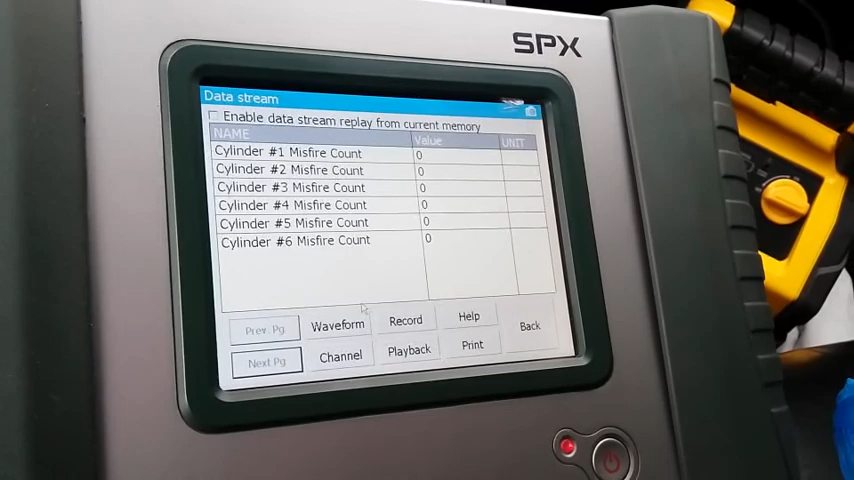 SPX
Data stream
Enable data stream replay from current memory
NAME Value UNIT
Cylinder #1 Misfire Count 0
Cylinder #2 Misfire Count 0
Cylinder #3 Misfire Count 0
Cylinder #4 Misfire Count 0
Cylinder #5 Misfire Count 0
Cylinder #6 Misfire Count 0
Prev. Pg Waveform Record Help Back
Next Pg Channel Playback Print